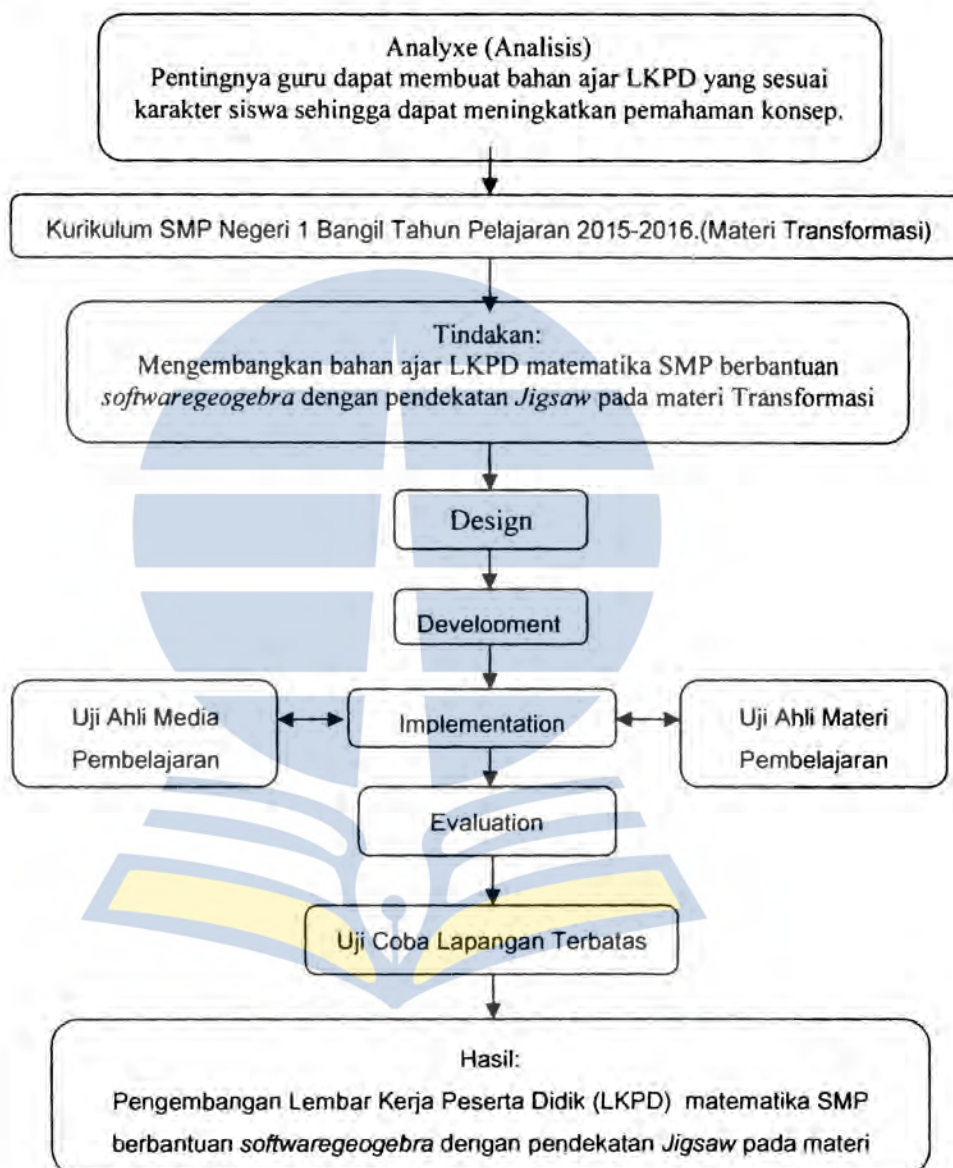 Analyxe (Analisis)
Pentingnya guru dapat membuat bahan ajar LKPD yang sesuai
karakter siswa sehingga dapat meningkatkan pemahaman konsep.
Kurikulum SMP Negeri 1 Bangil Tahun Pelajaran 2015-2016.(Materi Transformasi)
Tindakan:
Mengembangkan bahan ajar LKPD matematika SMP berbantuan
softwaregeogebra dengan pendekatan Jigsaw pada materi Transformasi
Design
Development
Uji Ahli Media
Pembelajaran
Implementation
Uji Ahli Materi
Pembelajaran
Evaluation
Uji Coba Lapangan Terbatas
Hasil:
Pengembangan Lembar Kerja Peserta Didik (LKPD) matematika SMP
berbantuan softwaregeogebra dengan pendekatan Jigsaw pada materi